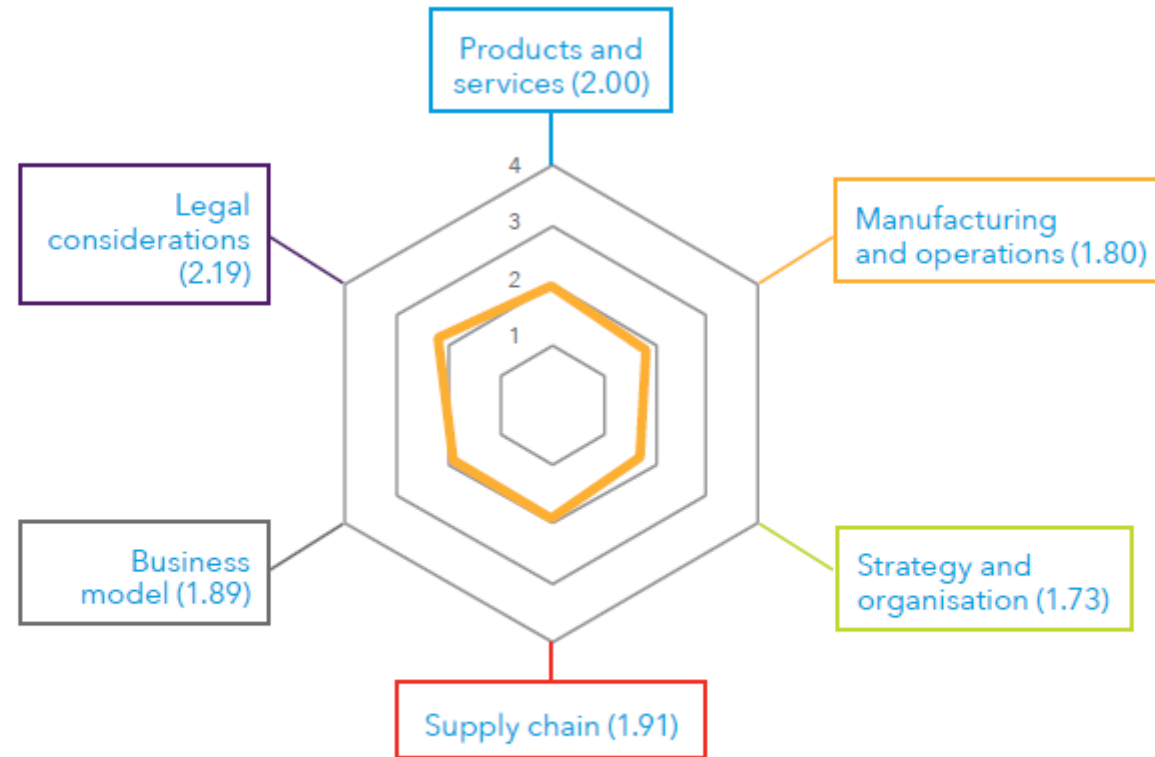 Products and
services (2.00)
Legal
considerations
(2.19)
Manufacturing
and operations (1.80)
4
3
2
1
Business
model (1.89)
Strategy and
organisation (1.73)
Supply chain (1.91)